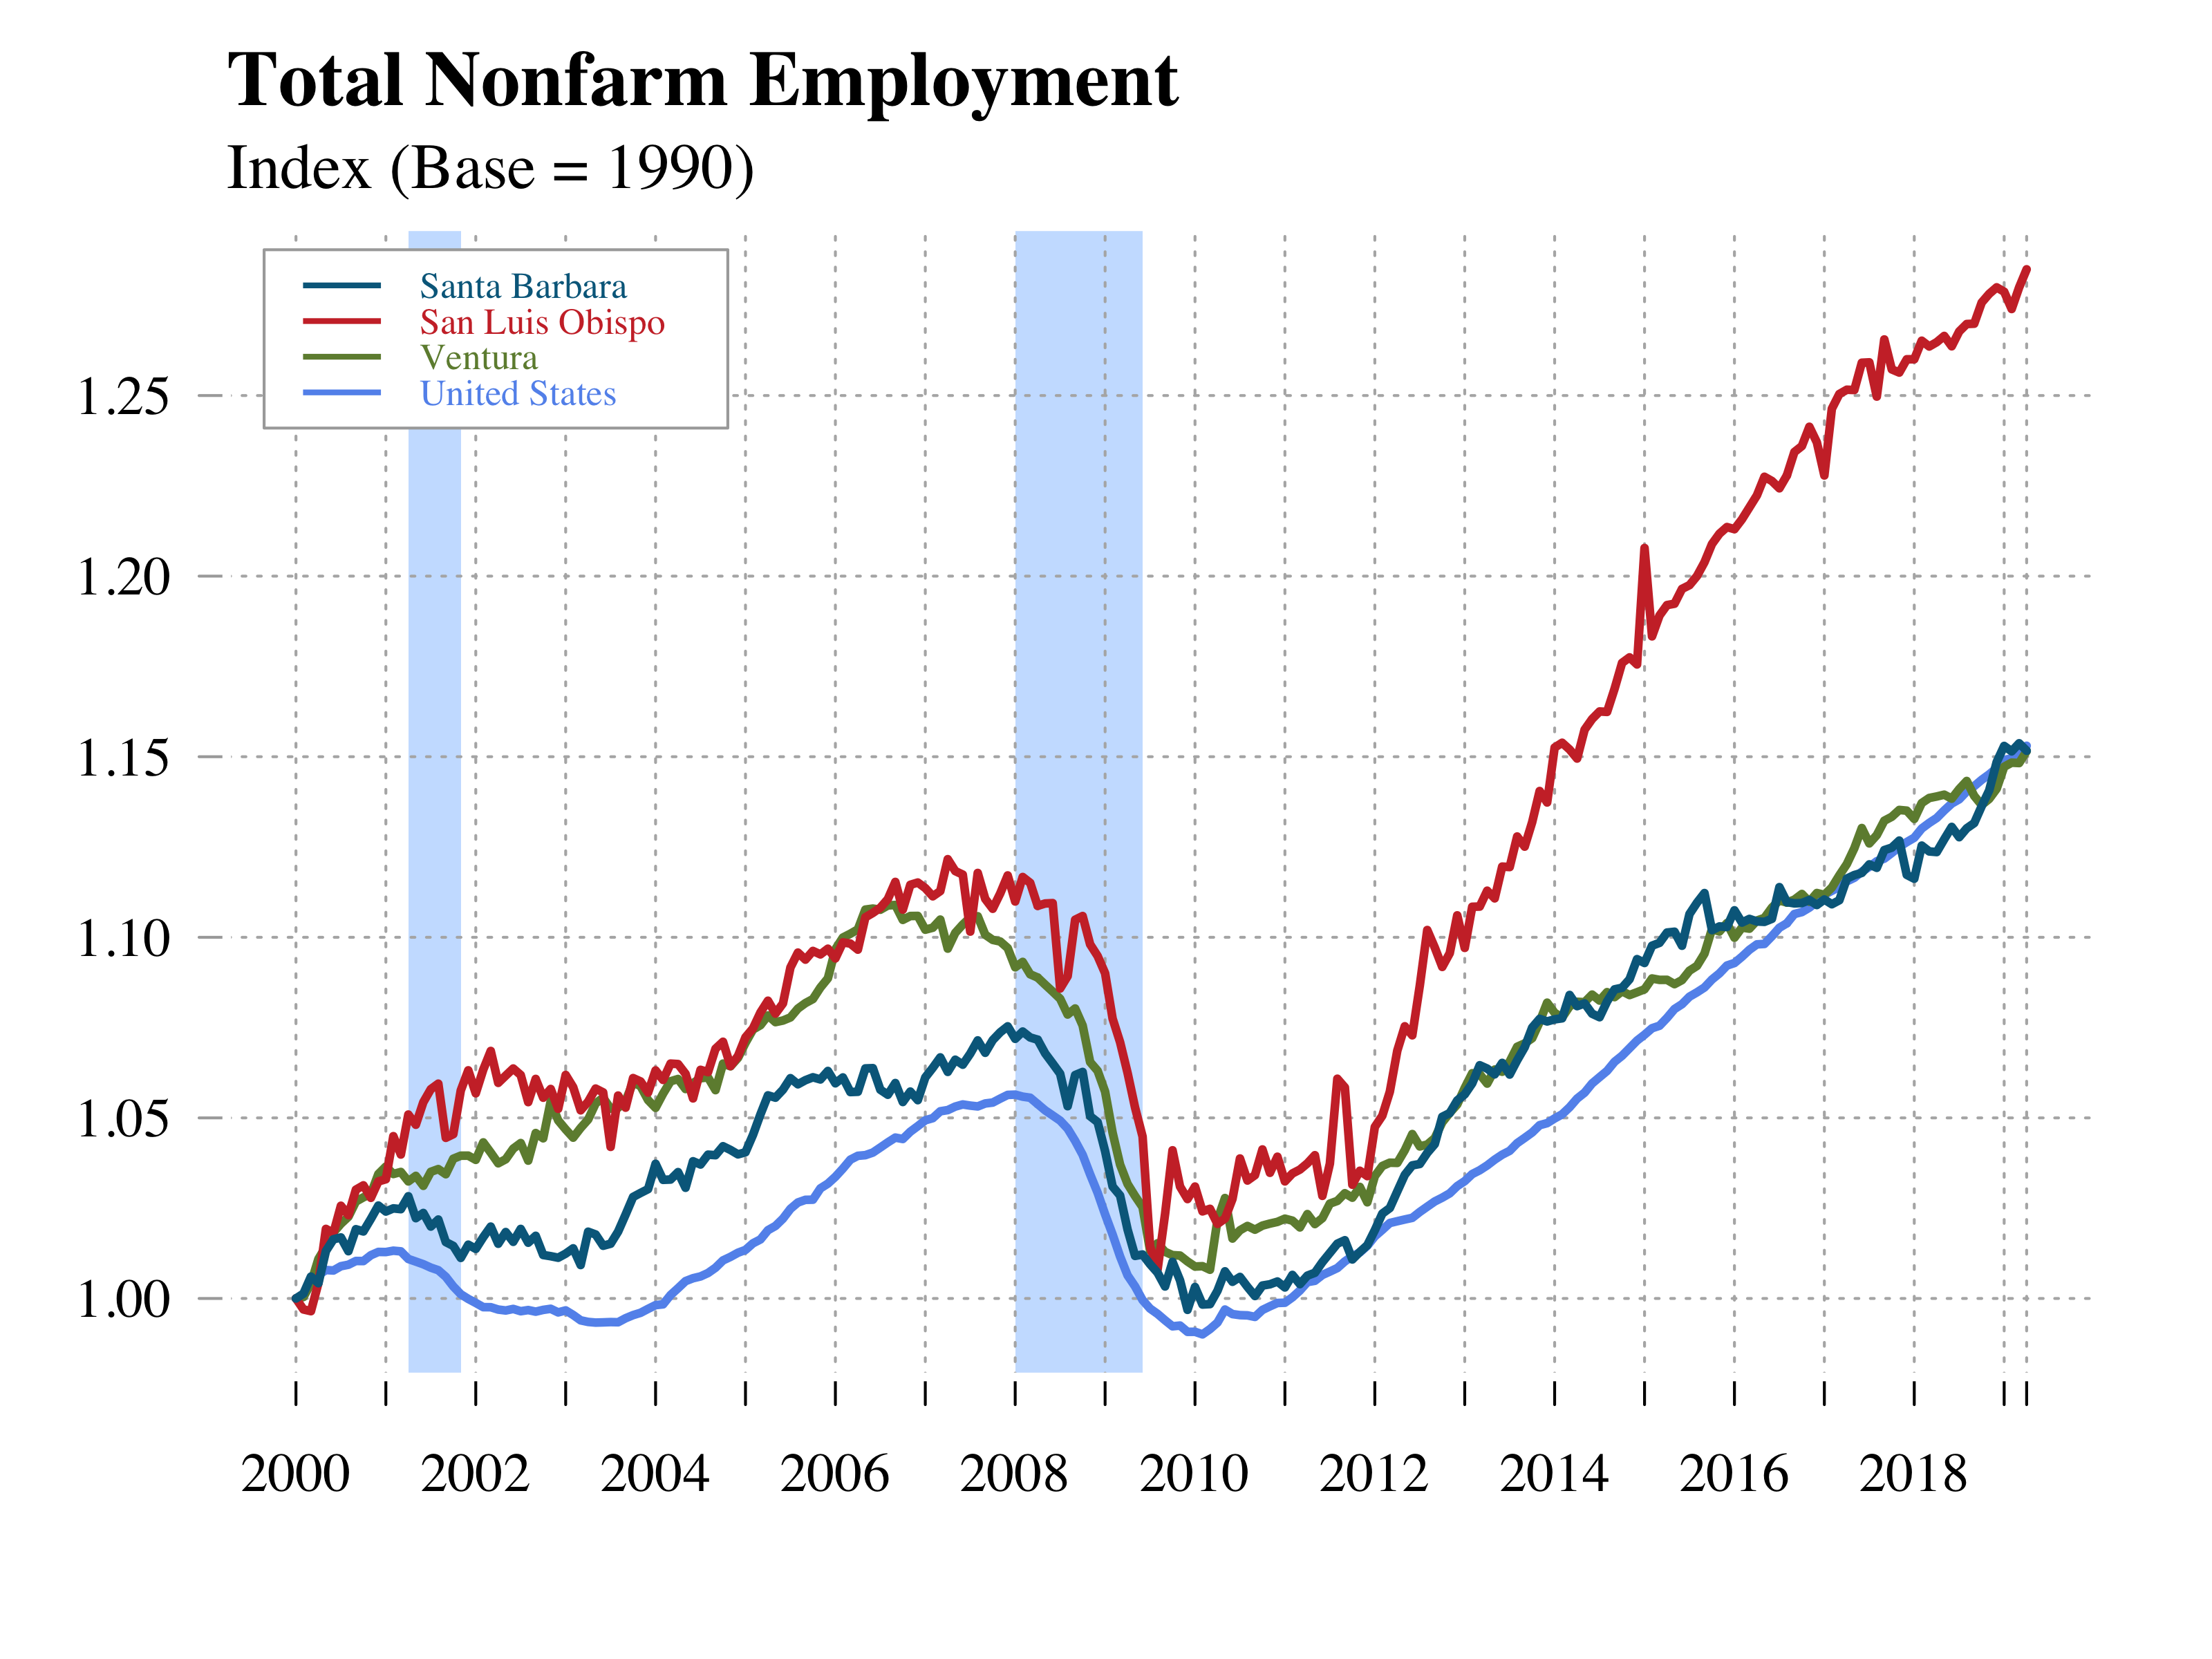 Total Nonfarm Employment
Index (Base = 1990)
Santa Barbara
San Luis Obispo
Ventura
United States
1.25
1.20
1.15
1.10
1.05
1.00
2000 2002 2004 2006 2008 2010 2012 2014 2016 2018